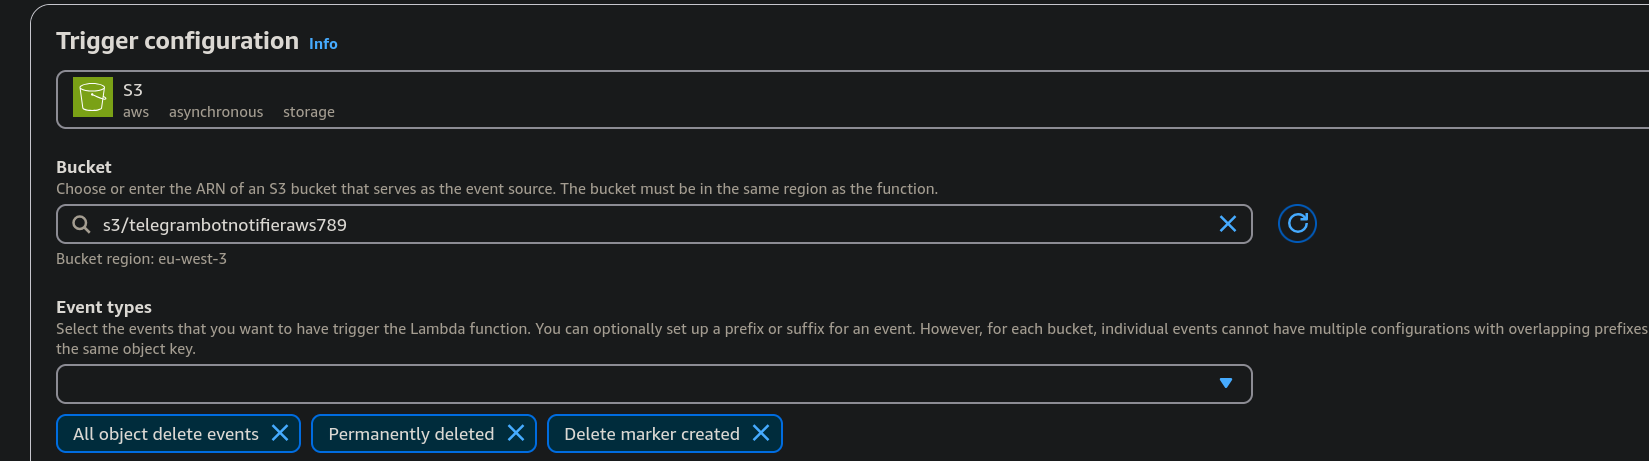 Trigger configuration Info
S3
aws asynchronous storage
Bucket
Choose or enter the ARN of an S3 bucket that serves as the event source. The bucket must be in the same region as the function.
s3/telegrambotnotifieraws789
Bucket region: eu-west-3
Event types
Select the events that you want to have trigger the Lambda function. You can optionally set up a prefix or suffix for an event. However, for each bucket, individual events cannot have multiple configurations with overlapping prefixes
the same object key.
All object delete events Permanently deleted Delete marker created